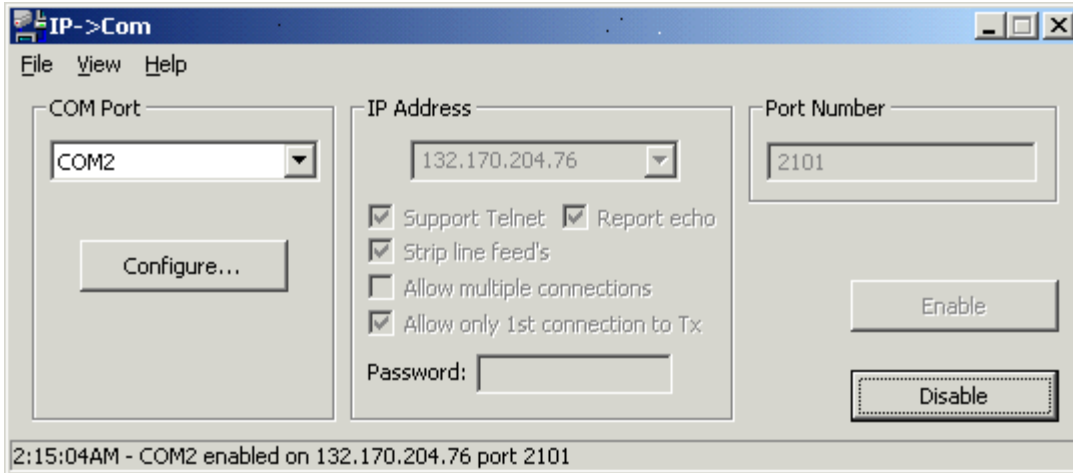 IP->Com
File View Help
COM Port
COM2
Configure...
IP Address
132.170.204.76
Support Telnet Report echo
Strip line feed's
Allow multiple connections
Allow only 1st connection to Tx
Password:
Port Number
2101
Enable
Disable
2:15:04AM - COM2 enabled on 132.170.204.76 port 2101